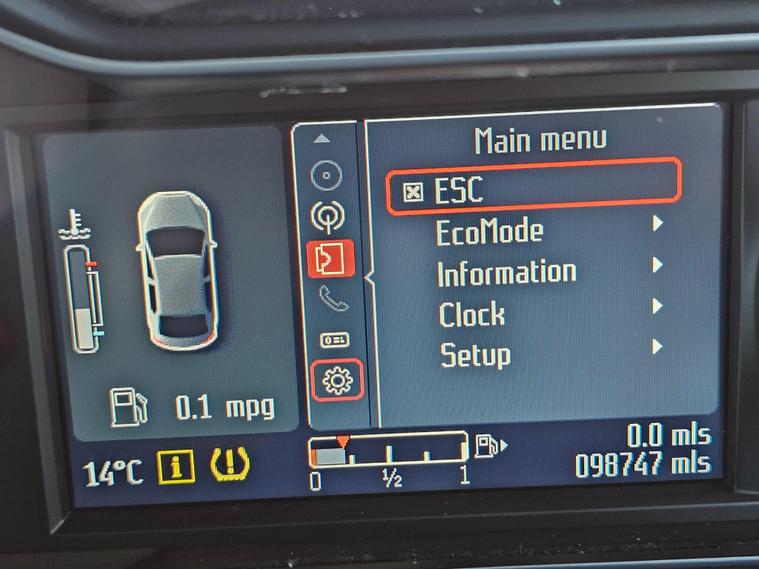 Main menu
ESC
EcoMode
Information
Clock
Setup
0.1 mpg
14°C
0 ½ 1
0.0 mls
098747 mls